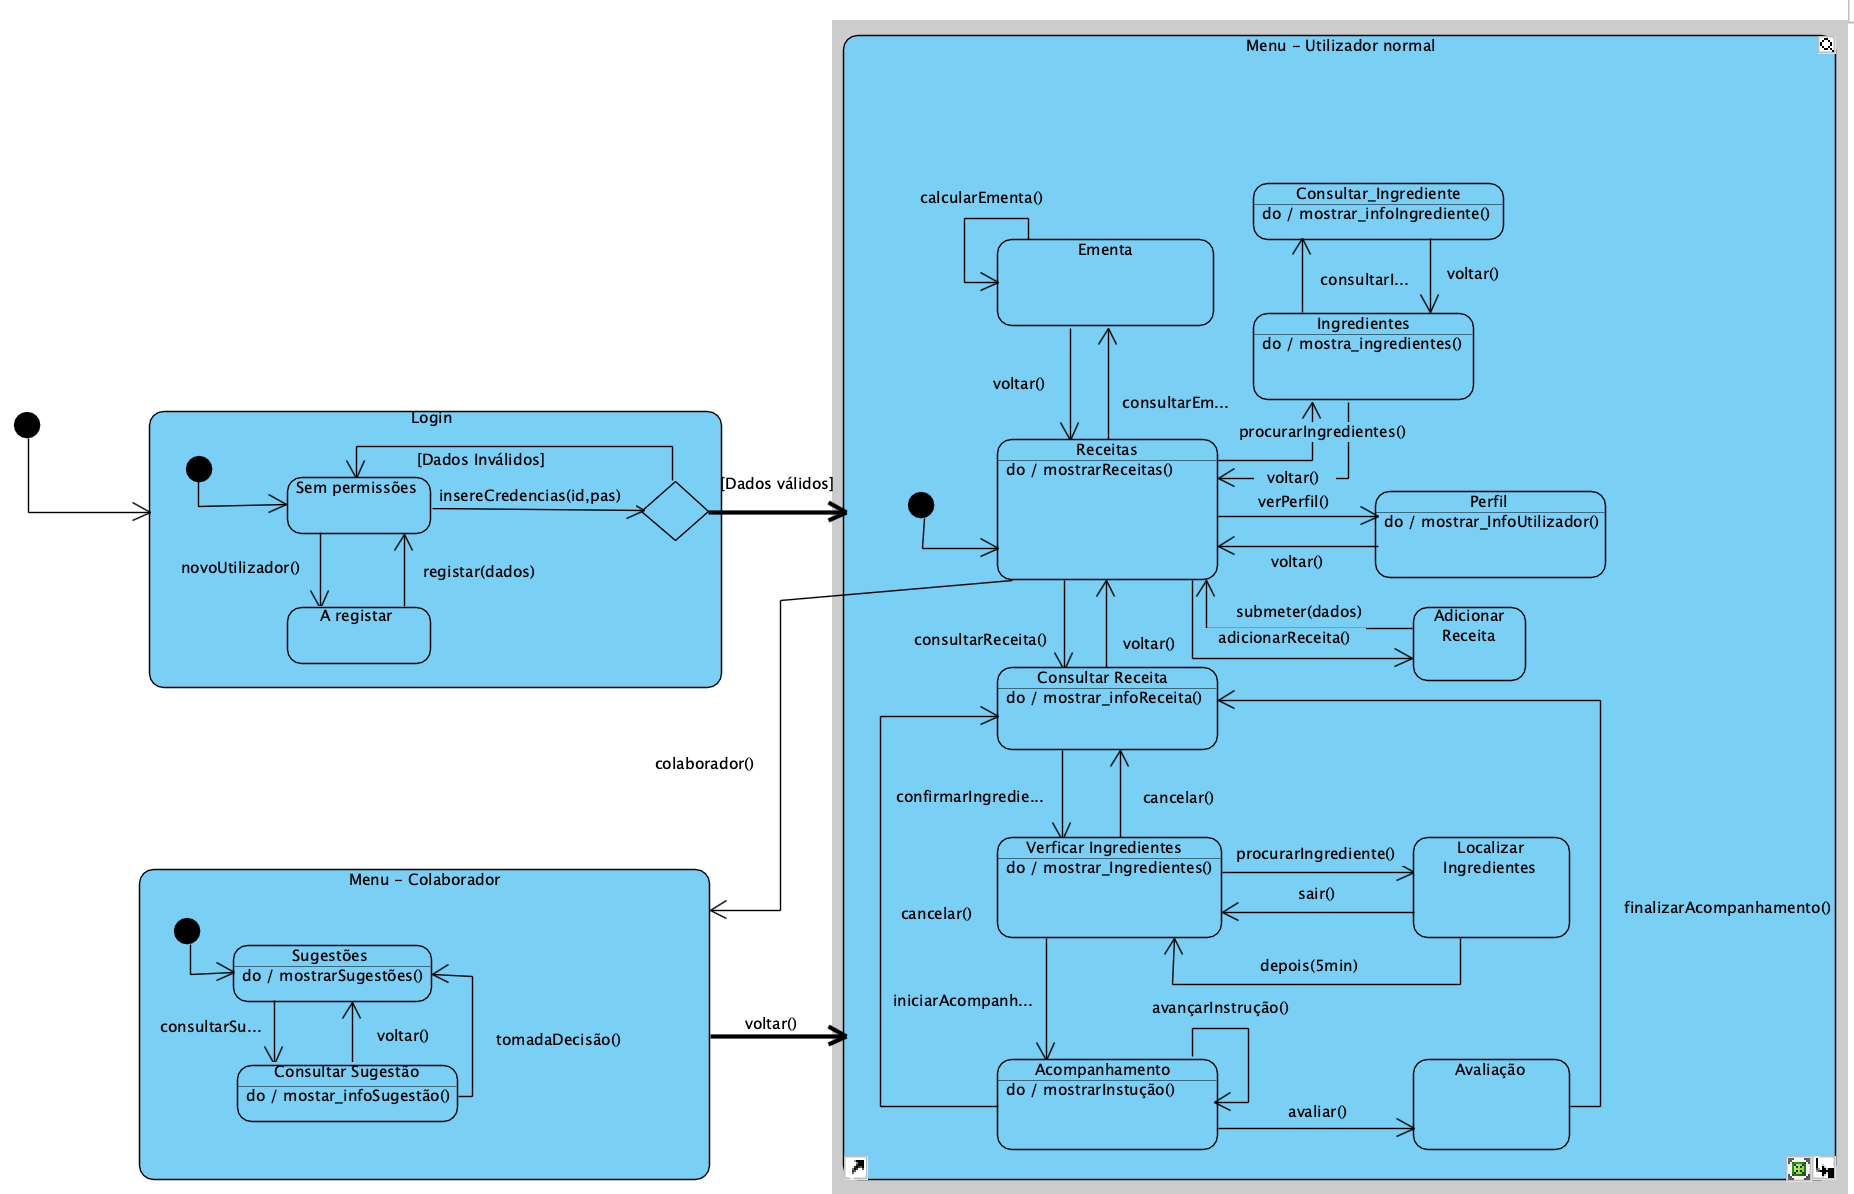 Menu - Utilizador normal
Consultar_Ingrediente
do / mostrar_infoIngrediente()
calcularEmenta()
Ementa
consultarI...
voltar()
Ingredientes
do / mostra_ingredientes()
voltar()
consultarEm...
procurarIngredientes()
Receitas
do / mostrarReceitas()
voltar()
verPerfil()
Perfil
do / mostrar_InfoUtilizador()
voltar()
submeter(dados)
adicionarReceita()
Adicionar
Receita
consultarReceita()
voltar()
Consultar Receita
do / mostrar_infoReceita()
confirmarIngredie...
cancelar()
Verficar Ingredientes
do / mostrar_Ingredientes()
procurarIngrediente()
sair()
Localizar
Ingredientes
cancelar()
finalizarAcompanhamento()
depois(5min)
iniciarAcompanh...
avançarInstrução()
Acompanhamento
do / mostrarInstução()
avaliar()
Avaliação
Login
[Dados Inválidos]
[Dados válidos]
Sem permissões
insereCredencias(id,pas)
novoUtilizador()
registar(dados)
A registar
colaborador()
Menu - Colaborador
Sugestões
do / mostrarSugestões()
consultarSu...
voltar()
tomadaDecisão()
voltar()
Consultar Sugestão
do / mostar_infoSugestão()